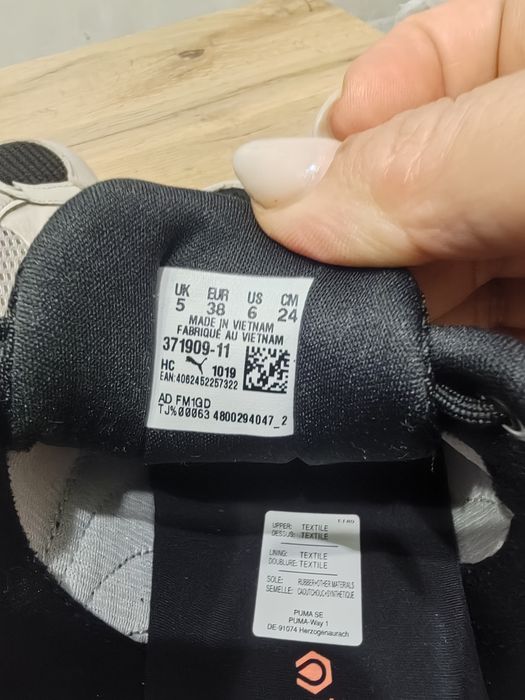 UK EUR US CM
5 38 6 24
MADE IN VIETNAM
FABRIQUÉ AU VIETNAM
371909-11
HC 1019
EAN:4062452257322
AD FM1GD
TJ%00063 4800294047_2
UPPER: TEXTILE
DESSUS: TEXTILE
LINING: TEXTILE
DOUBLURE: TEXTILE
SOLE: RUBBER+OTHER MATERIALS
SEMELLE: CAOUTCHOUC+SYNTHETIQUE
PUMA SE
PUMA-Way 1
DE-91074 Herzogenaurach